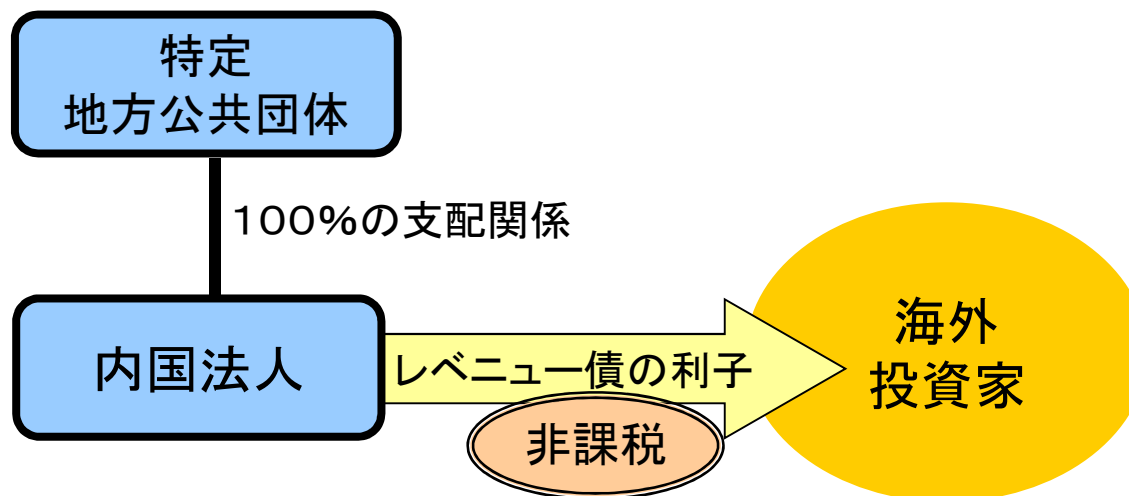 特定
地方公共団体
１００％の支配関係
内国法人
レベニュー債の利子
非課税
海外
投資家